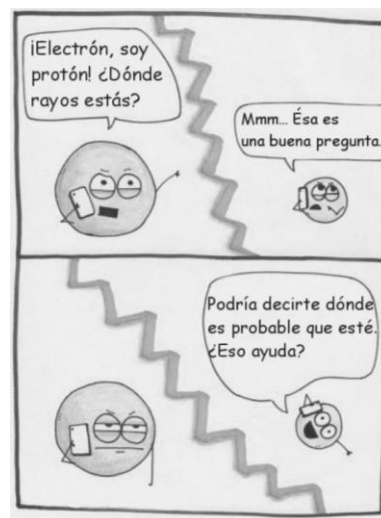 ¡Electrón, soy
protón! ¿Dónde
rayos estás?
Mmm... Ésa es
una buena pregunta.
Podría decirte dónde
es probable que esté.
¿Eso ayuda?